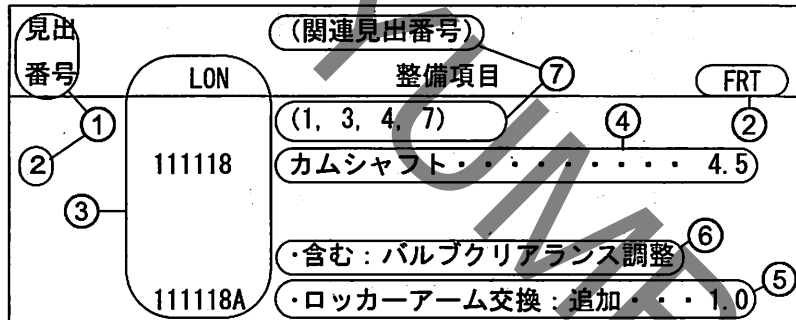 見出 (関連見出番号)
番号 LON 整備項目 ⑦ FRT
① (1, 3, 4, 7) ④ ②
② 111118 カムシャフト・・・・・・・・・・ 4.5
③
・含む：バルブクリアランス調整 ⑥
⑤
111118A ・ロッカーアーム交換：追加・・・1.0